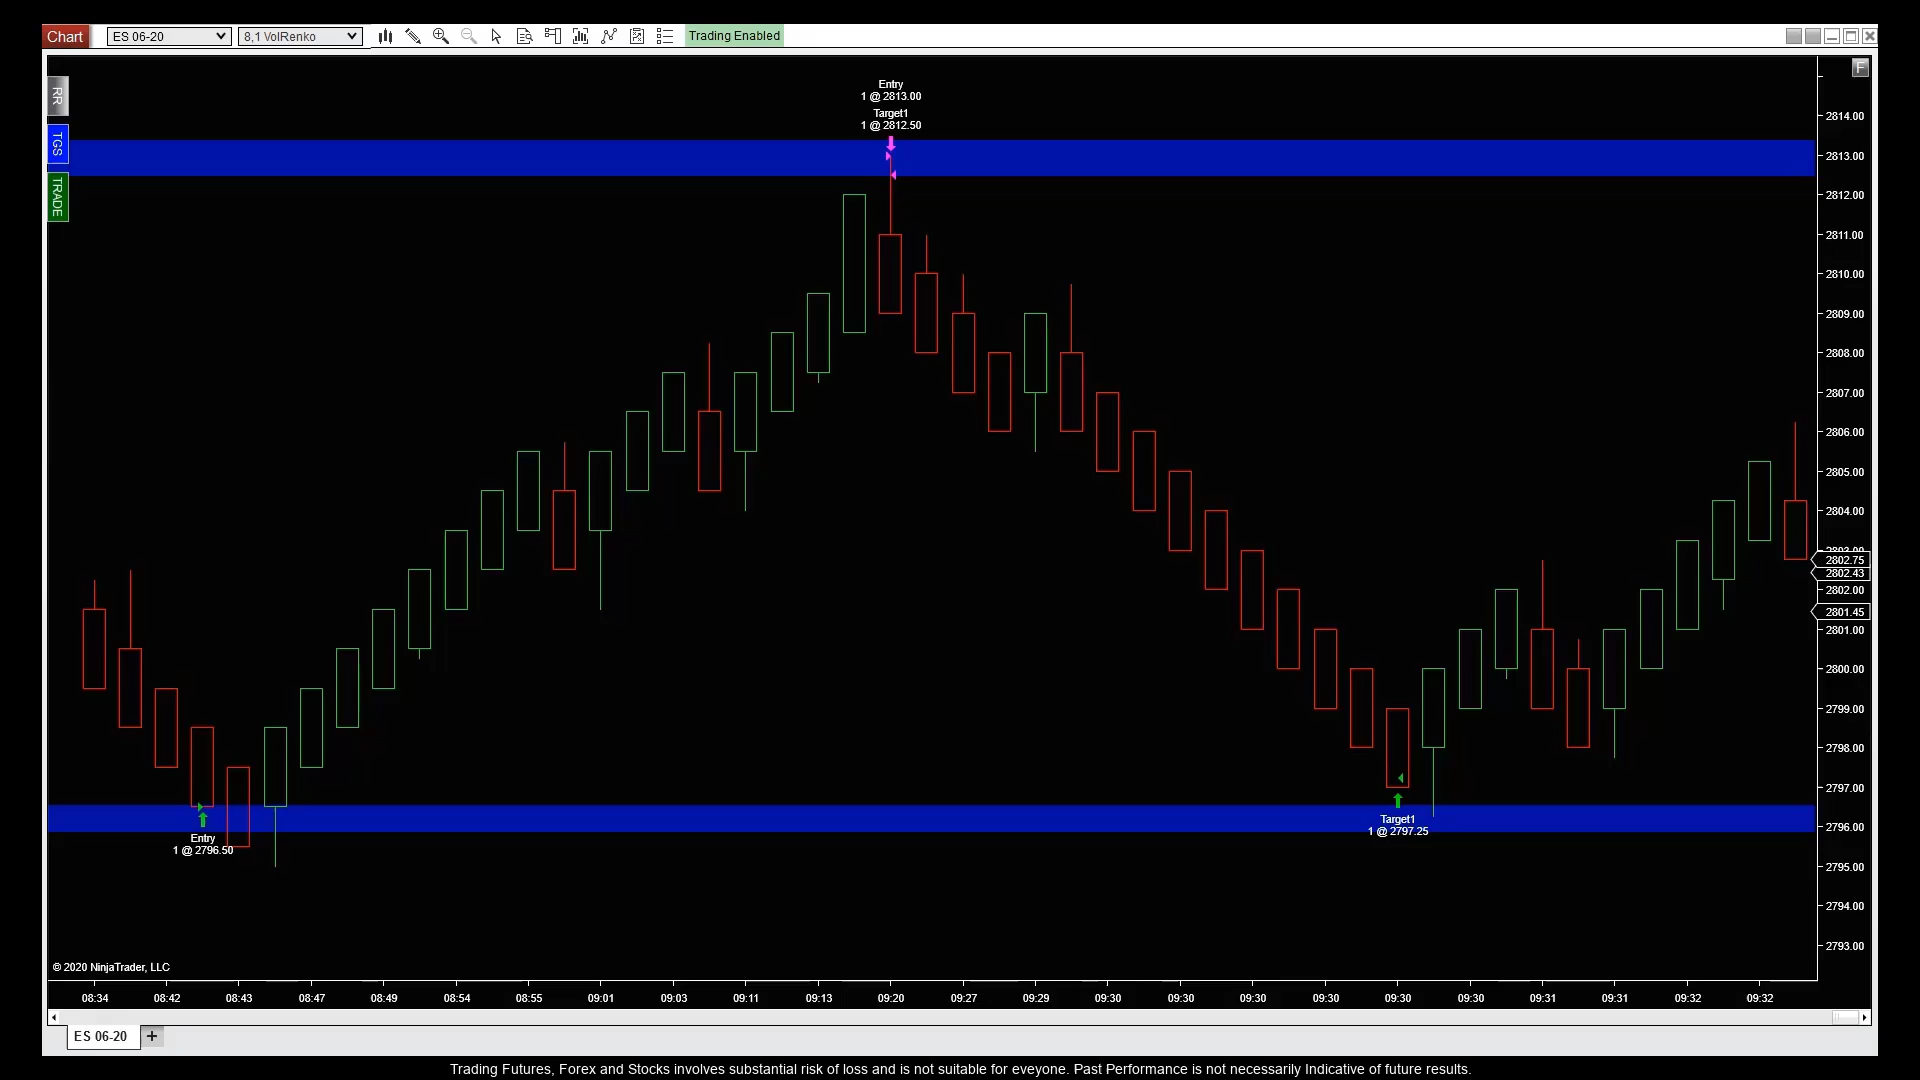 Chart
ES 06-20
8,1 VolRenko
Trading Enabled
F
RR
TGS
TRADE
Entry
1 @ 2813.00
Target1
1 @ 2812.50
2814.00
2813.00
2812.00
2811.00
2810.00
2809.00
2808.00
2807.00
2806.00
2805.00
2804.00
2803.00
2802.75
2802.43
2802.00
2801.45
2801.00
2800.00
2799.00
2798.00
2797.00
2796.00
2795.00
2794.00
2793.00
Entry
1 @ 2796.50
Target1
1 @ 2797.25
© 2020 NinjaTrader, LLC
08:34 08:42 08:43 08:47 08:49 08:54 08:55 09:01 09:03 09:11 09:13 09:20 09:27 09:29 09:30 09:30 09:30 09:30 09:30 09:30 09:31 09:31 09:32 09:32
ES 06-20 +
Trading Futures, Forex and Stocks involves substantial risk of loss and is not suitable for eveyone. Past Performance is not necessarily Indicative of future results.